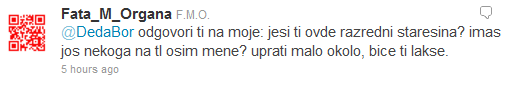 Fata_M_Organa F.M.O.
@DedaBor odgovori ti na moje: jesi ti ovde razredni staresina? imas
jos nekoga na tl osim mene? uprati malo okolo, bice ti lakse.
5 hours ago